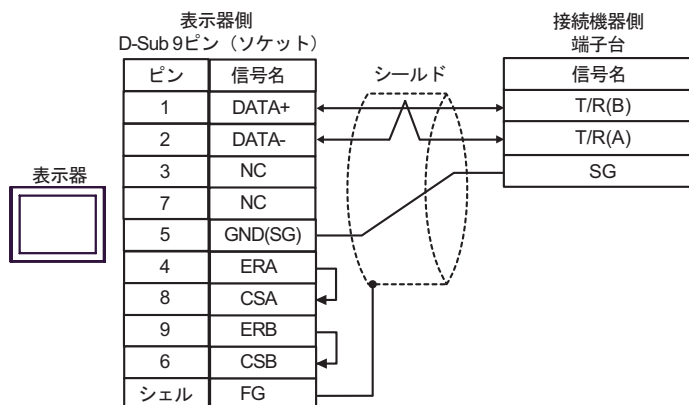 表示器側
D-Sub 9ピン（ソケット）
接続機器側
端子台
ピン 信号名
シールド
信号名
1 DATA+
T/R(B)
2 DATA-
T/R(A)
3 NC
SG
表示器
7 NC
5 GND(SG)
4 ERA
8 CSA
9 ERB
6 CSB
シェル FG